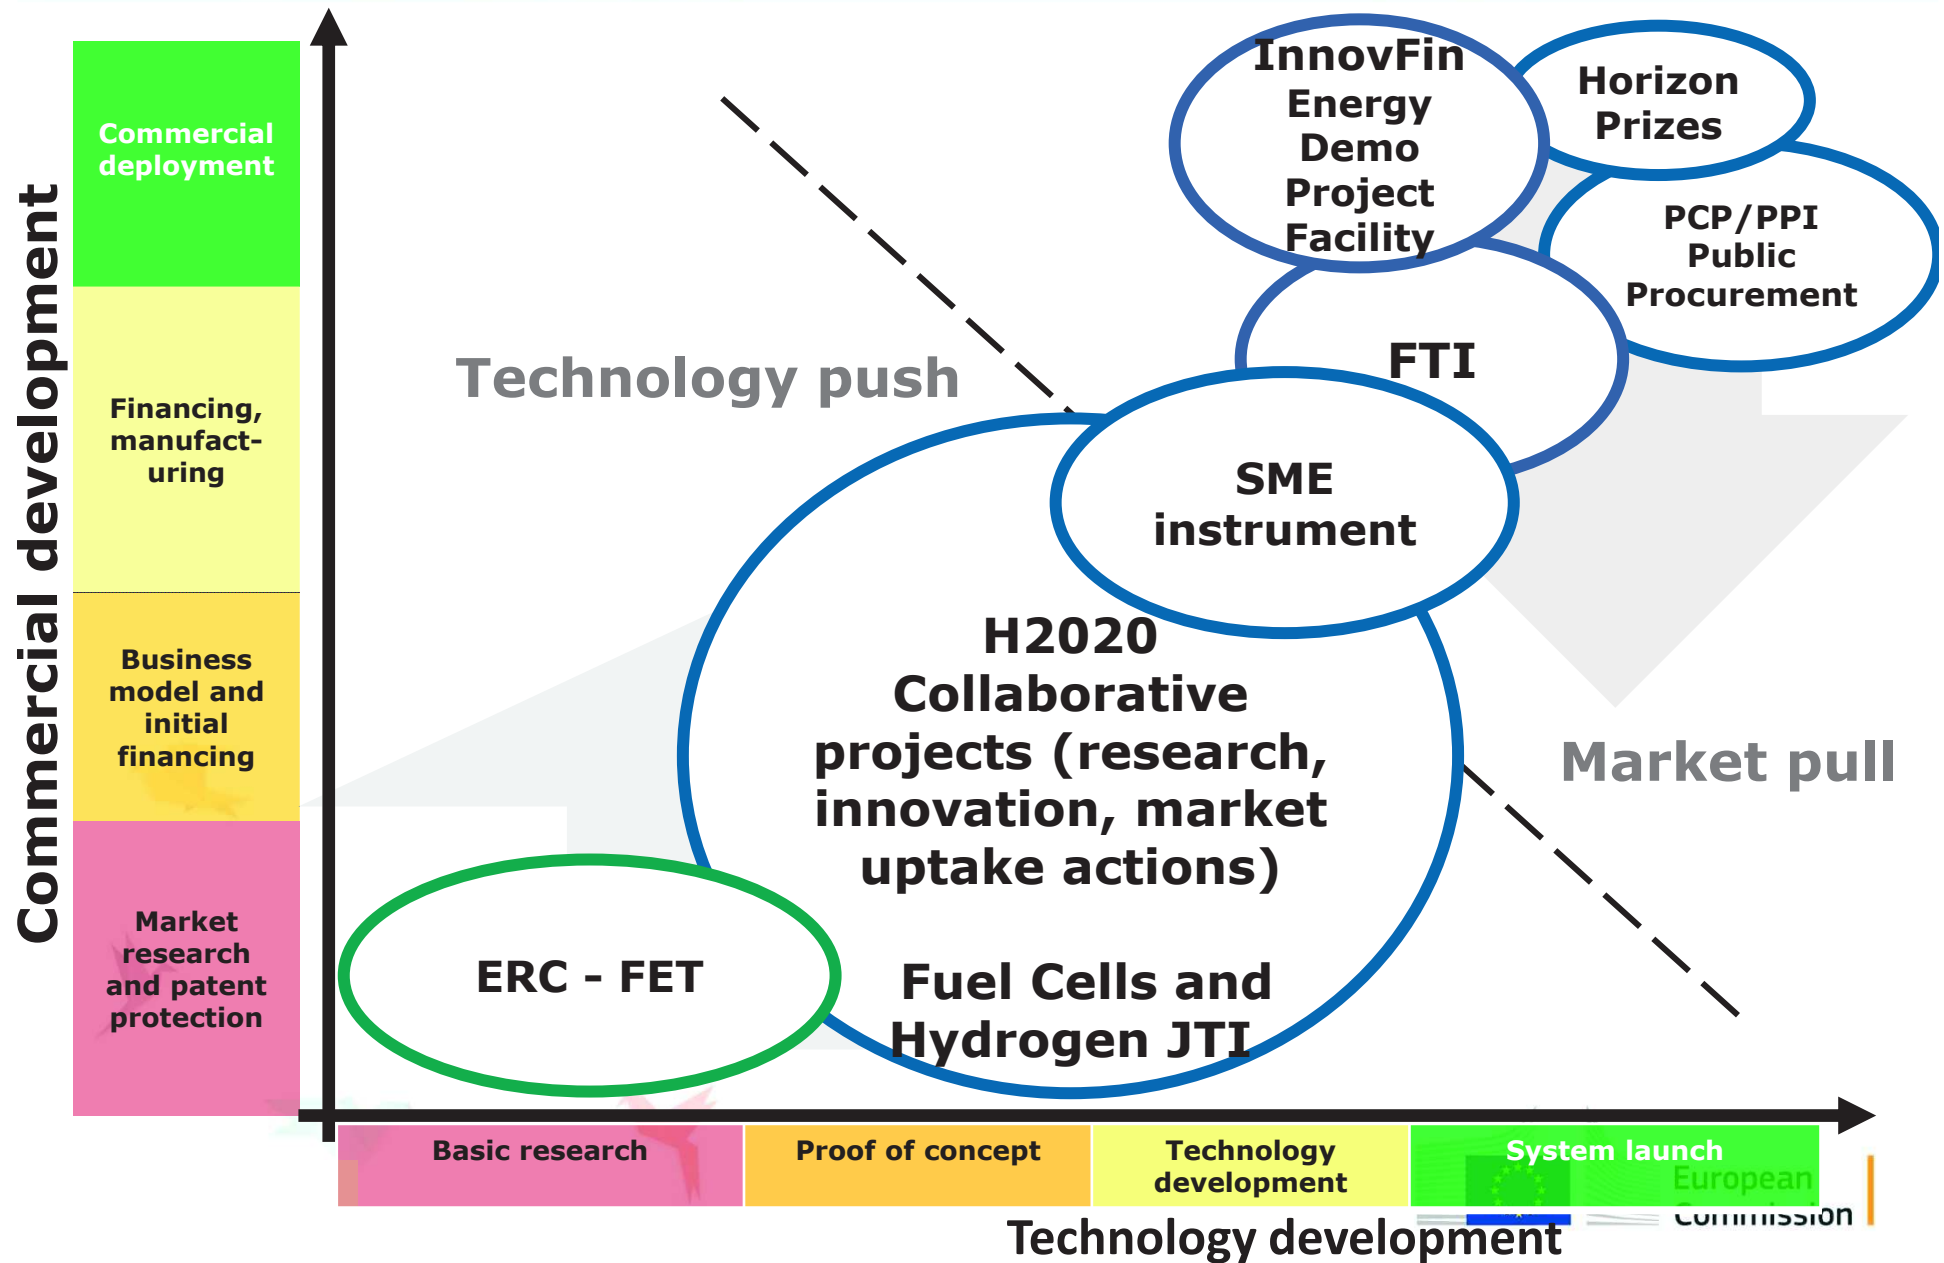 Commercial development
Commercial
deployment
Financing,
manufact-
uring
Business
model and
initial
financing
Market
research
and patent
protection
InnovFin
Energy
Demo
Project
Facility
Horizon
Prizes
PCP/PPI
Public
Procurement
FTI
Technology push
SME
instrument
H2020
Collaborative
projects (research,
innovation, market
uptake actions)
Fuel Cells and
Hydrogen JTI
ERC - FET
Market pull
Basic research
Proof of concept
Technology
development
System launch
European
Commission
Technology development